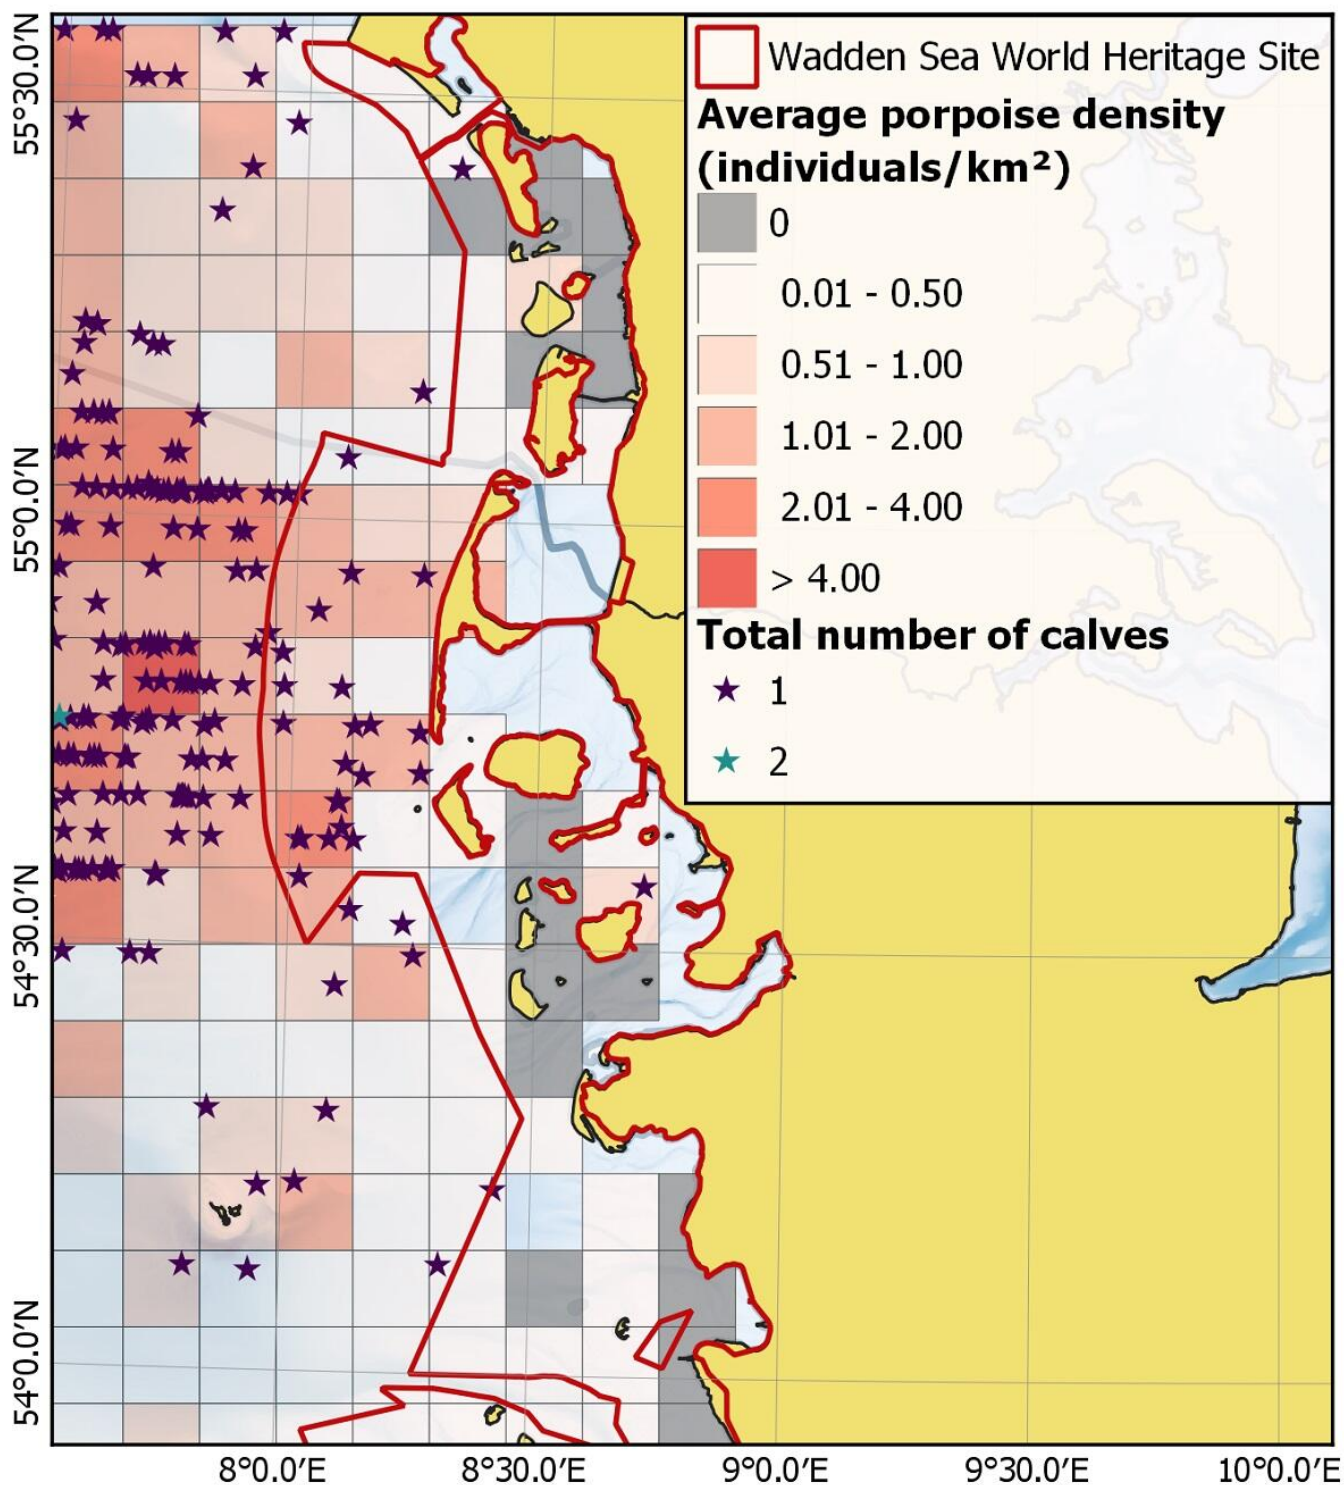 Wadden Sea World Heritage Site
Average porpoise density
(individuals/km²)
0
0.01 - 0.50
0.51 - 1.00
1.01 - 2.00
2.01 - 4.00
> 4.00
Total number of calves
1
2
55°30.0′N
55°0.0′N
54°30.0′N
54°0.0′N
8°0.0′E
8°30.0′E
9°0.0′E
9°30.0′E
10°0.0′E